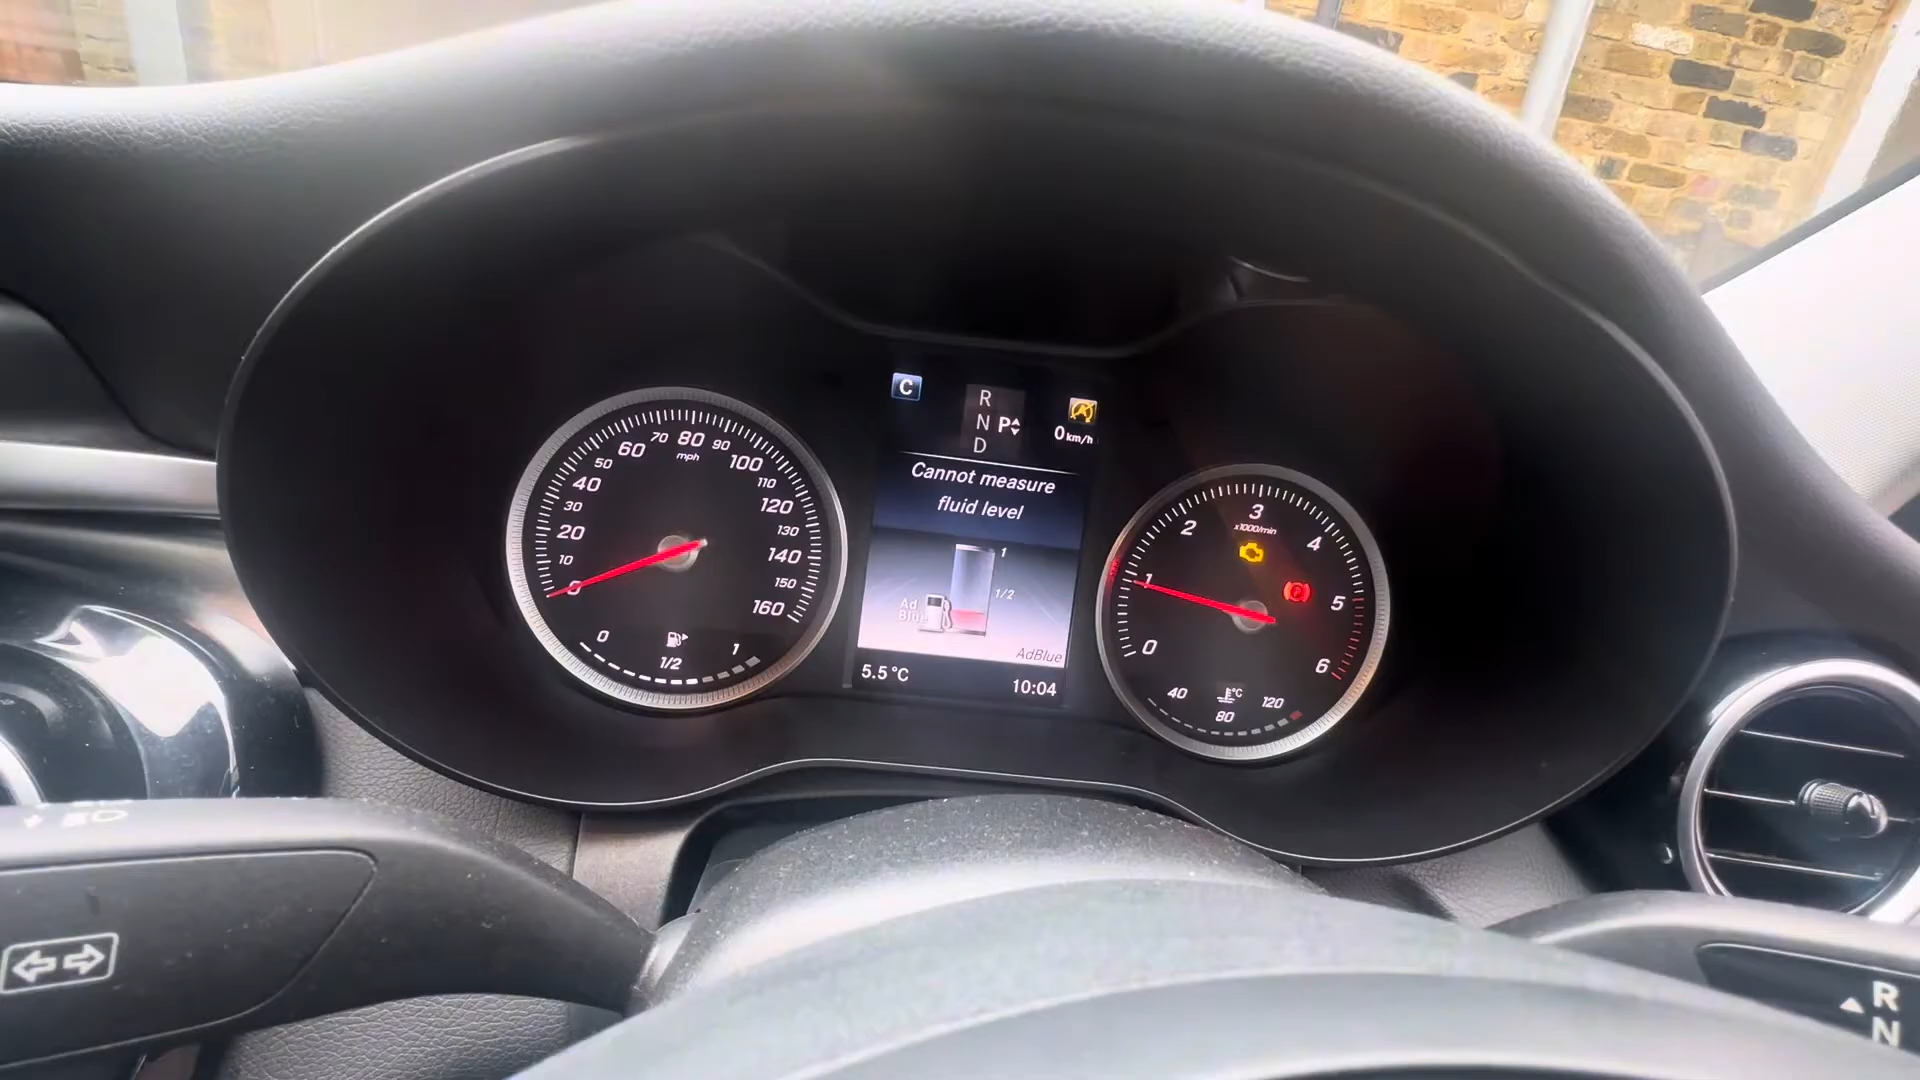 C
R
N
D
P
0 km/h
Cannot measure
fluid level
1
1/2
Ad
Blue
AdBlue
5.5 °C
10:04
0
10
20
30
40
50
60
70
80
90
100
110
120
130
140
150
160
mph
0
1/2
1
0
1
2
3
4
5
6
x1000/min
P
40
80
120
°C
R
N